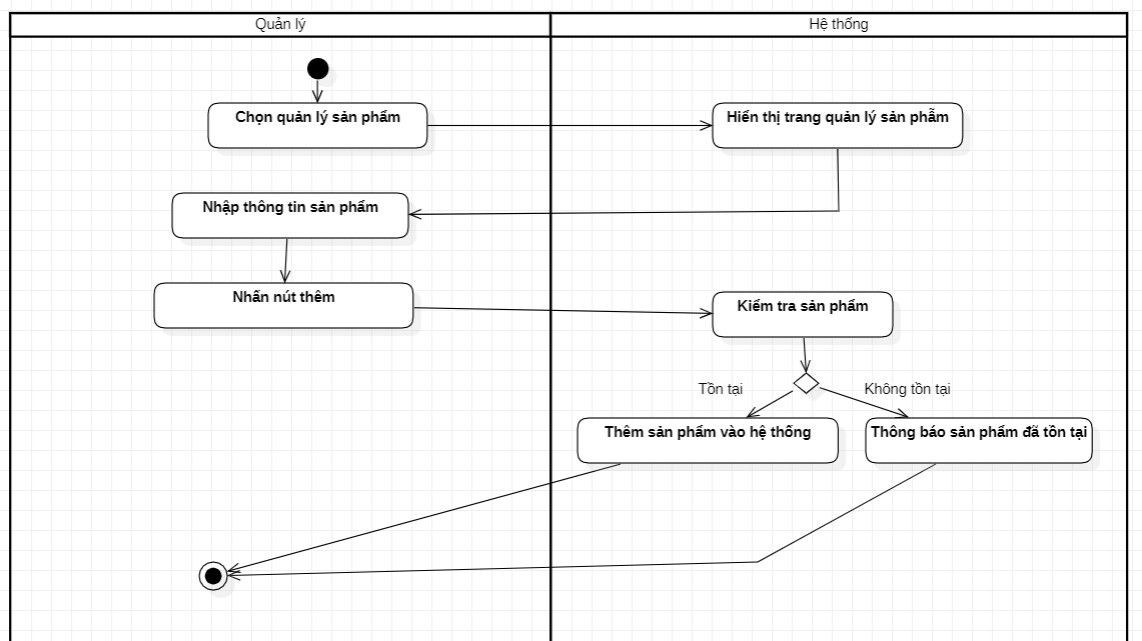 Quản lý
Hệ thống
Chọn quản lý sản phẩm
Hiển thị trang quản lý sản phẫm
Nhập thông tin sản phẩm
Nhấn nút thêm
Kiểm tra sản phẩm
Tồn tại
Không tồn tại
Thêm sản phẩm vào hệ thống
Thông báo sản phẩm đã tồn tại